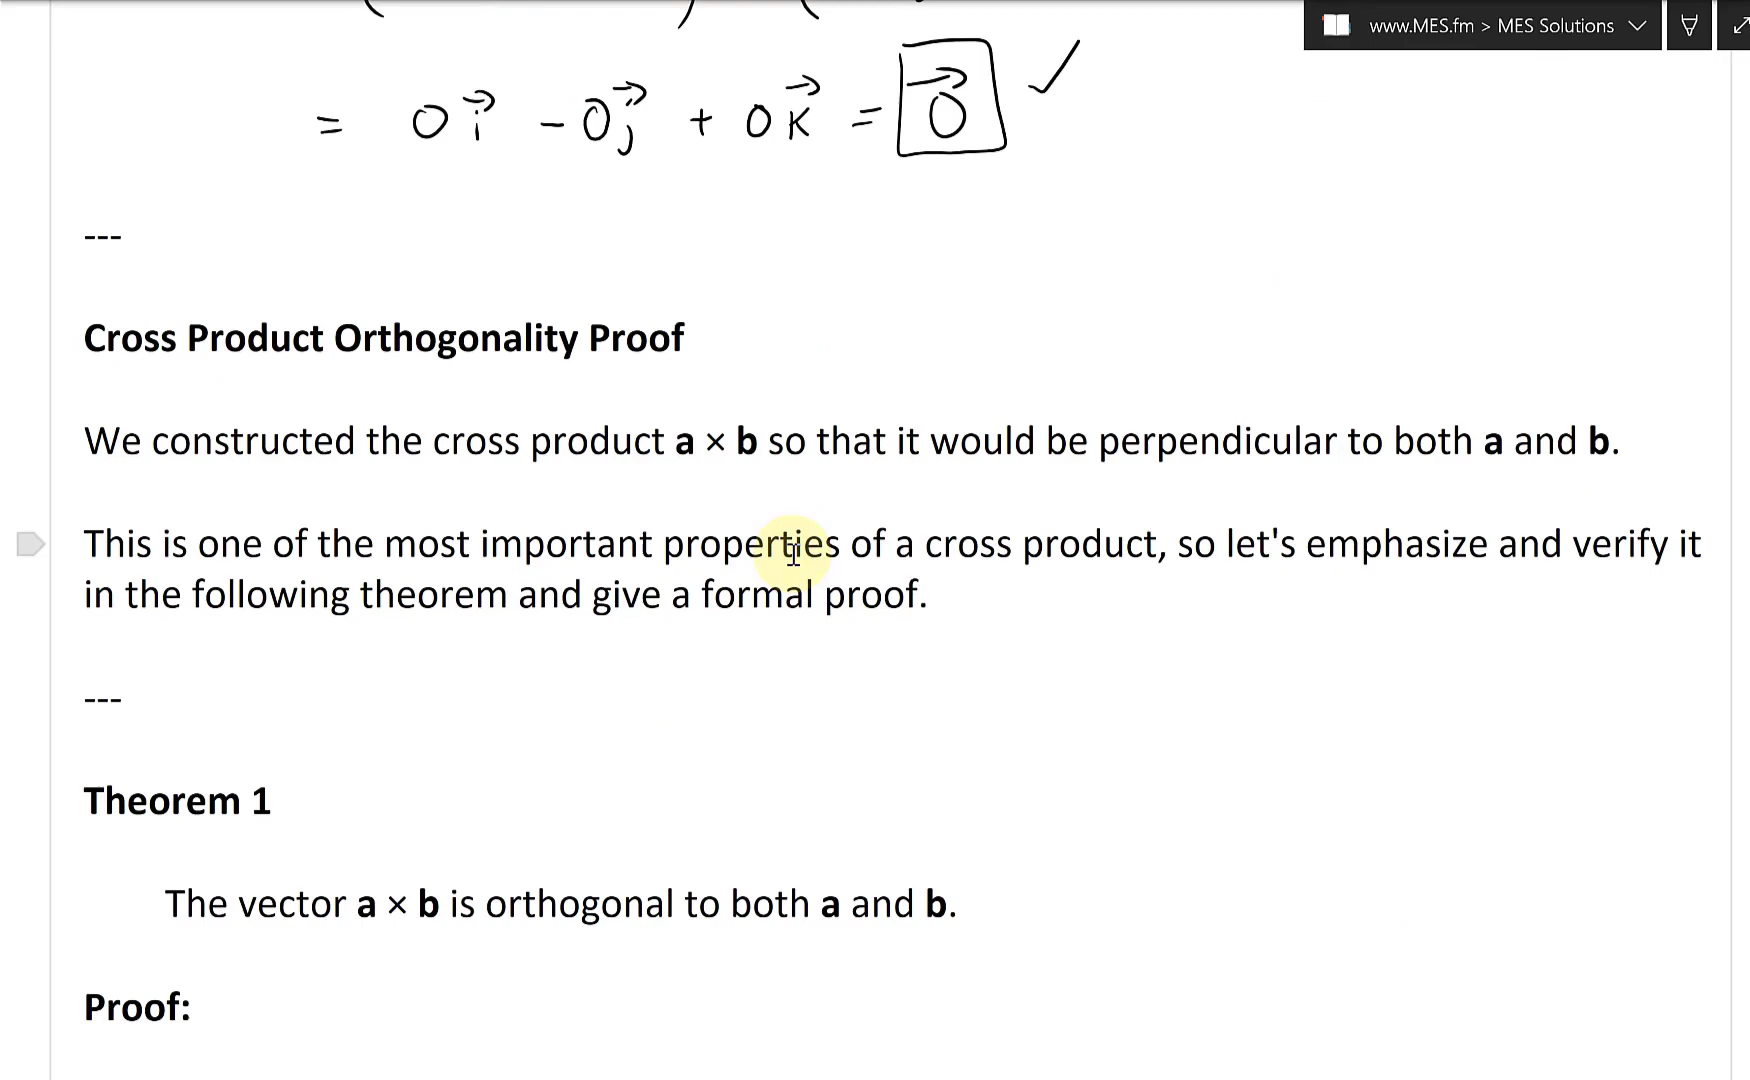 www.MES.fm > MES Solutions
= 0i⃗ - 0j⃗ + 0k⃗ = 0⃗ ✓
---
Cross Product Orthogonality Proof
We constructed the cross product a × b so that it would be perpendicular to both a and b.
This is one of the most important properties of a cross product, so let's emphasize and verify it
in the following theorem and give a formal proof.
---
Theorem 1
The vector a × b is orthogonal to both a and b.
Proof: